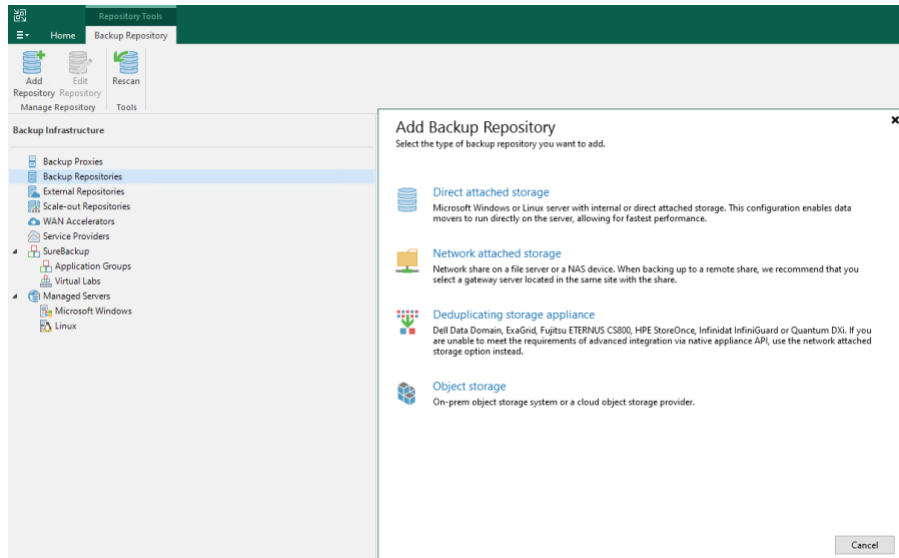 Repository Tools
Home Backup Repository
Add Repository
Edit Repository
Rescan
Manage Repository Tools
Backup Infrastructure
Backup Proxies
Backup Repositories
External Repositories
Scale-out Repositories
WAN Accelerators
Service Providers
SureBackup
Application Groups
Virtual Labs
Managed Servers
Microsoft Windows
Linux
Add Backup Repository
Select the type of backup repository you want to add.
Direct attached storage
Microsoft Windows or Linux server with internal or direct attached storage. This configuration enables data
movers to run directly on the server, allowing for fastest performance.
Network attached storage
Network share on a file server or a NAS device. When backing up to a remote share, we recommend that you
select a gateway server located in the same site with the share.
Deduplicating storage appliance
Dell Data Domain, ExaGrid, Fujitsu ETERNUS CS800, HPE StoreOnce, Infinidat InfiniGuard or Quantum DXi. If you
are unable to meet the requirements of advanced integration via native appliance API, use the network attached
storage option instead.
Object storage
On-prem object storage system or a cloud object storage provider.
Cancel